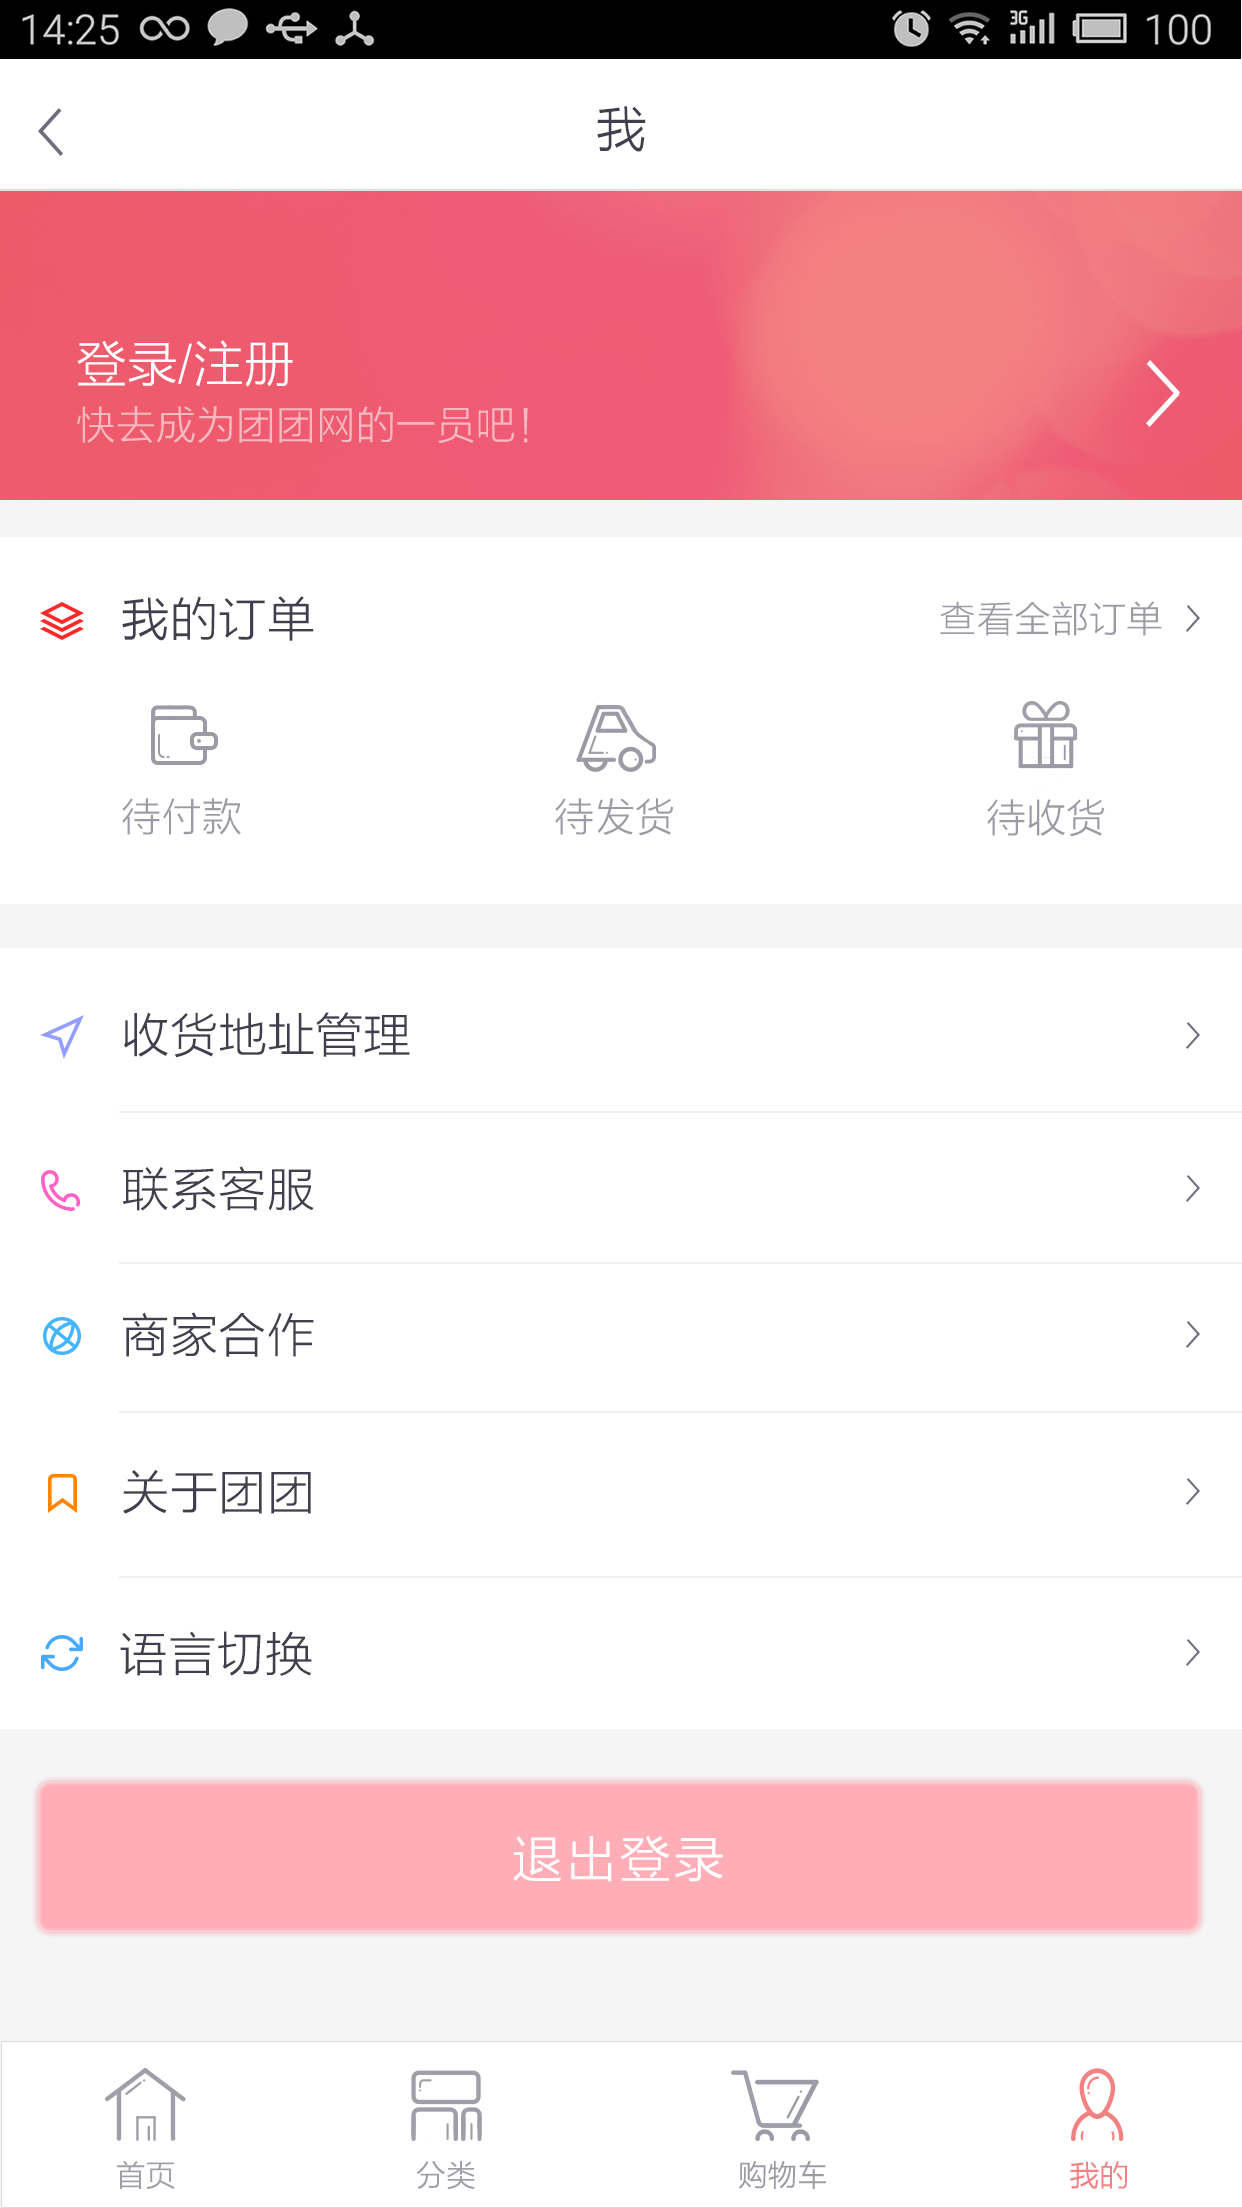 14:25 3G 100
我
登录/注册
快去成为团团网的一员吧!
我的订单 查看全部订单
待付款 待发货 待收货
收货地址管理
联系客服
商家合作
关于团团
语言切换
退出登录
首页 分类 购物车 我的